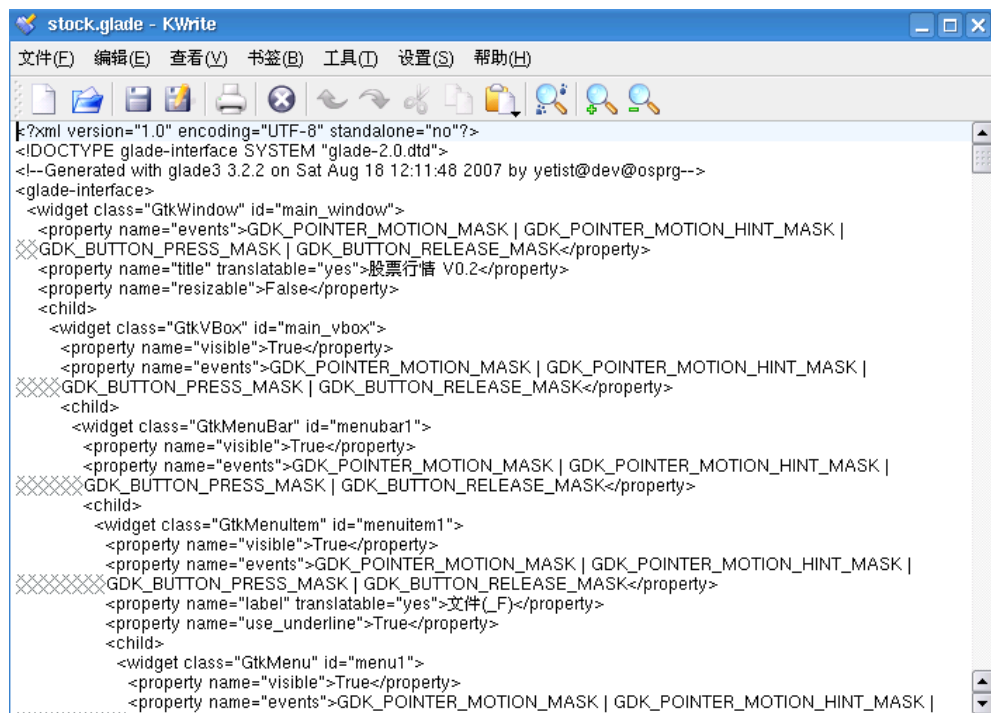 stock.glade - KWrite
文件(F) 编辑(E) 查看(V) 书签(B) 工具(T) 设置(S) 帮助(H)
<?xml version="1.0" encoding="UTF-8" standalone="no"?>
<!DOCTYPE glade-interface SYSTEM "glade-2.0.dtd">
<!--Generated with glade3 3.2.2 on Sat Aug 18 12:11:48 2007 by yetist@dev@osprg-->
<glade-interface>
<widget class="GtkWindow" id="main_window">
<property name="events">GDK_POINTER_MOTION_MASK | GDK_POINTER_MOTION_HINT_MASK |
GDK_BUTTON_PRESS_MASK | GDK_BUTTON_RELEASE_MASK</property>
<property name="title" translatable="yes">股票行情 V0.2</property>
<property name="resizable">False</property>
<child>
<widget class="GtkVBox" id="main_vbox">
<property name="visible">True</property>
<property name="events">GDK_POINTER_MOTION_MASK | GDK_POINTER_MOTION_HINT_MASK |
GDK_BUTTON_PRESS_MASK | GDK_BUTTON_RELEASE_MASK</property>
<child>
<widget class="GtkMenuBar" id="menubar1">
<property name="visible">True</property>
<property name="events">GDK_POINTER_MOTION_MASK | GDK_POINTER_MOTION_HINT_MASK |
GDK_BUTTON_PRESS_MASK | GDK_BUTTON_RELEASE_MASK</property>
<child>
<widget class="GtkMenuItem" id="menuitem1">
<property name="visible">True</property>
<property name="events">GDK_POINTER_MOTION_MASK | GDK_POINTER_MOTION_HINT_MASK |
GDK_BUTTON_PRESS_MASK | GDK_BUTTON_RELEASE_MASK</property>
<property name="label" translatable="yes">文件(_F)</property>
<property name="use_underline">True</property>
<child>
<widget class="GtkMenu" id="menu1">
<property name="visible">True</property>
<property name="events">GDK_POINTER_MOTION_MASK | GDK_POINTER_MOTION_HINT_MASK |